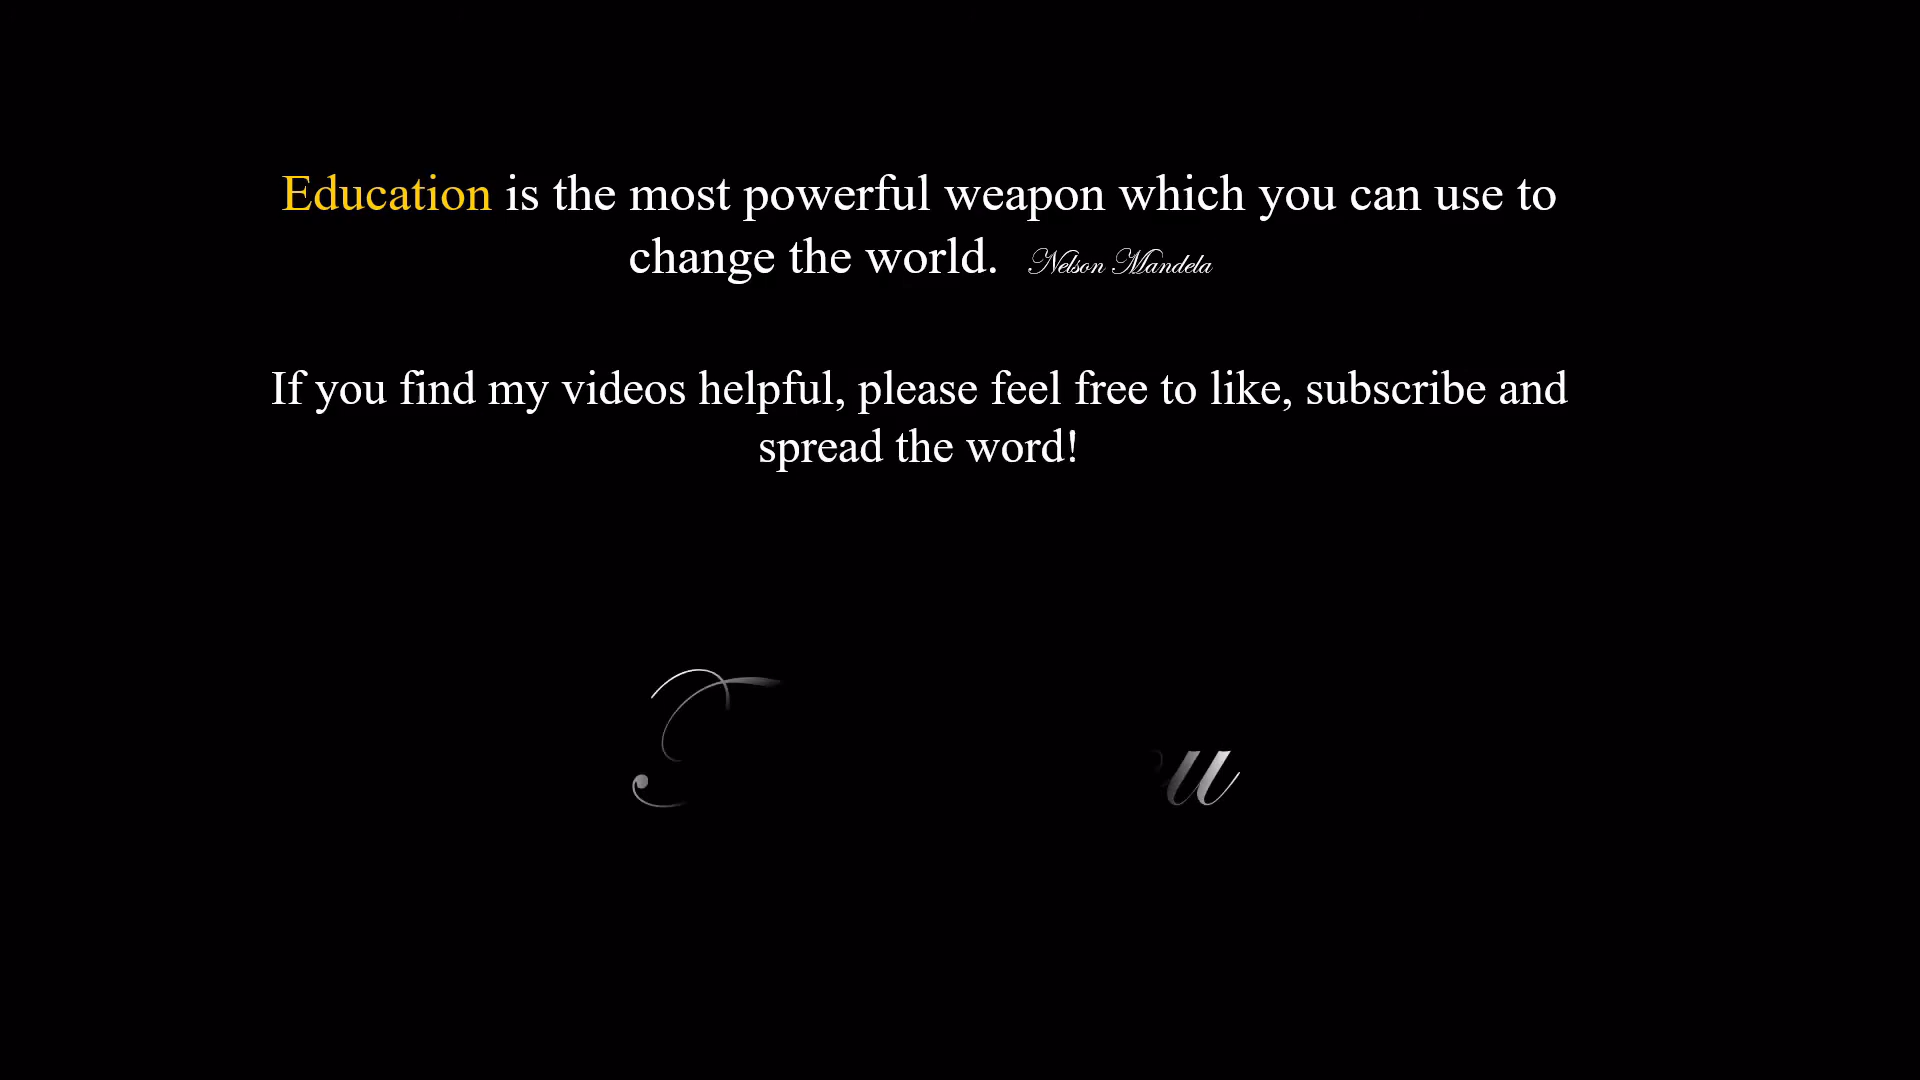 Education is the most powerful weapon which you can use to
change the world. Nelson Mandela
If you find my videos helpful, please feel free to like, subscribe and
spread the word!